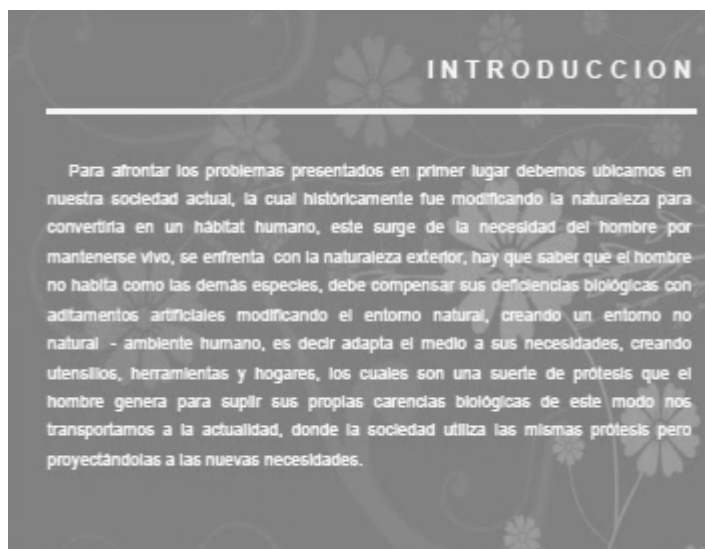 INTRODUCCION
Para afrontar los problemas presentados en primer lugar debemos ubicarnos en
nuestra sociedad actual, la cual históricamente fue modificando la naturaleza para
convertirla en un hábitat humano, este surge de la necesidad del hombre por
mantenerse vivo, se enfrenta con la naturaleza exterior, hay que saber que el hombre
no habita como las demás especies, debe compensar sus deficiencias biológicas con
aditamentos artificiales modificando el entorno natural, creando un entorno no
natural - ambiente humano, es decir adapta el medio a sus necesidades, creando
utensilios, herramientas y hogares, los cuales son una suerte de prótesis que el
hombre genera para suplir sus propias carencias biológicas de este modo nos
transportamos a la actualidad, donde la sociedad utiliza las mismas prótesis pero
proyectándolas a las nuevas necesidades.